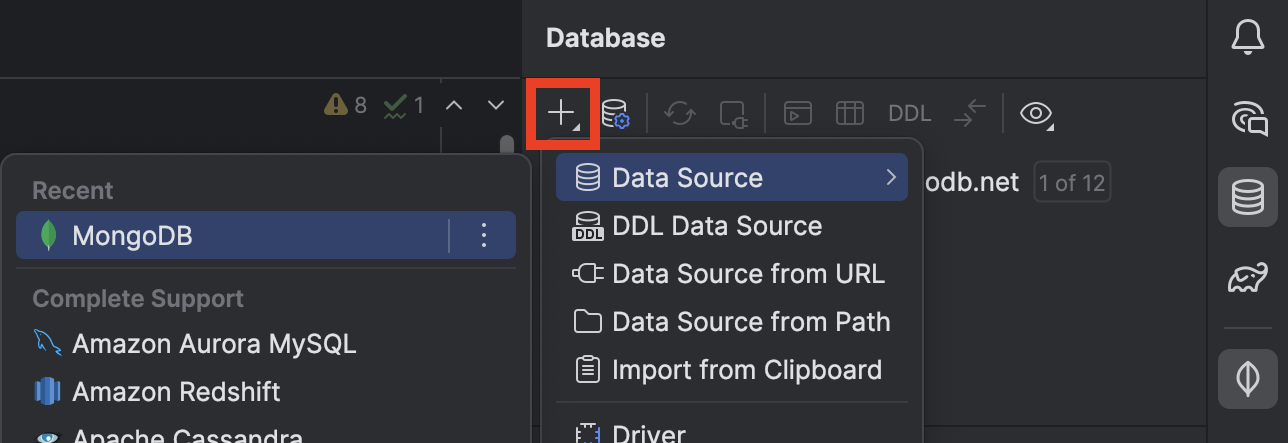 Database
8
1
DDL
Recent
MongoDB
Complete Support
Amazon Aurora MySQL
Amazon Redshift
Apache Cassandra
Data Source
DDL Data Source
Data Source from URL
Data Source from Path
Import from Clipboard
Driver
odb.net 1 of 12